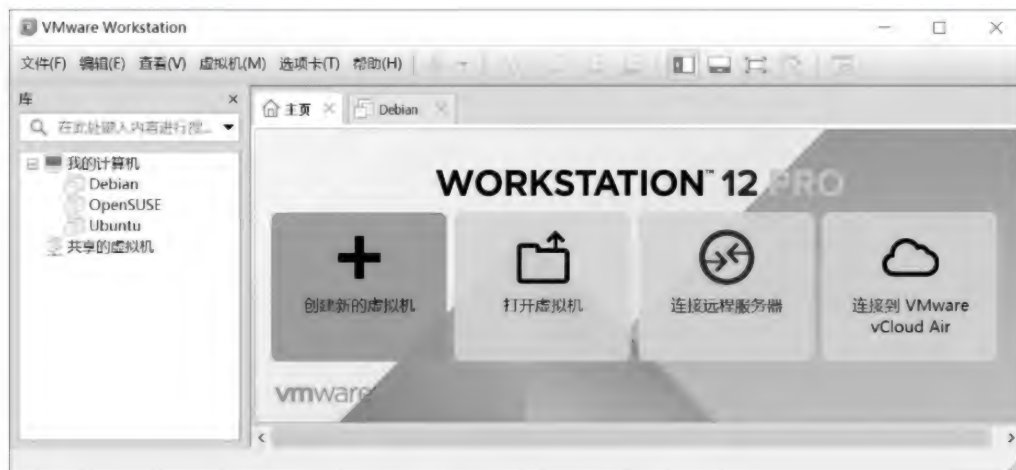 VMware Workstation
文件(F) 编辑(E) 查看(V) 虚拟机(M) 选项卡(T) 帮助(H)
库
在此处键入内容进行搜...
我的计算机
Debian
OpenSUSE
Ubuntu
共享的虚拟机
主页
Debian
WORKSTATION™ 12 PRO
创建新的虚拟机
打开虚拟机
连接远程服务器
连接到 VMware
vCloud Air
vmware